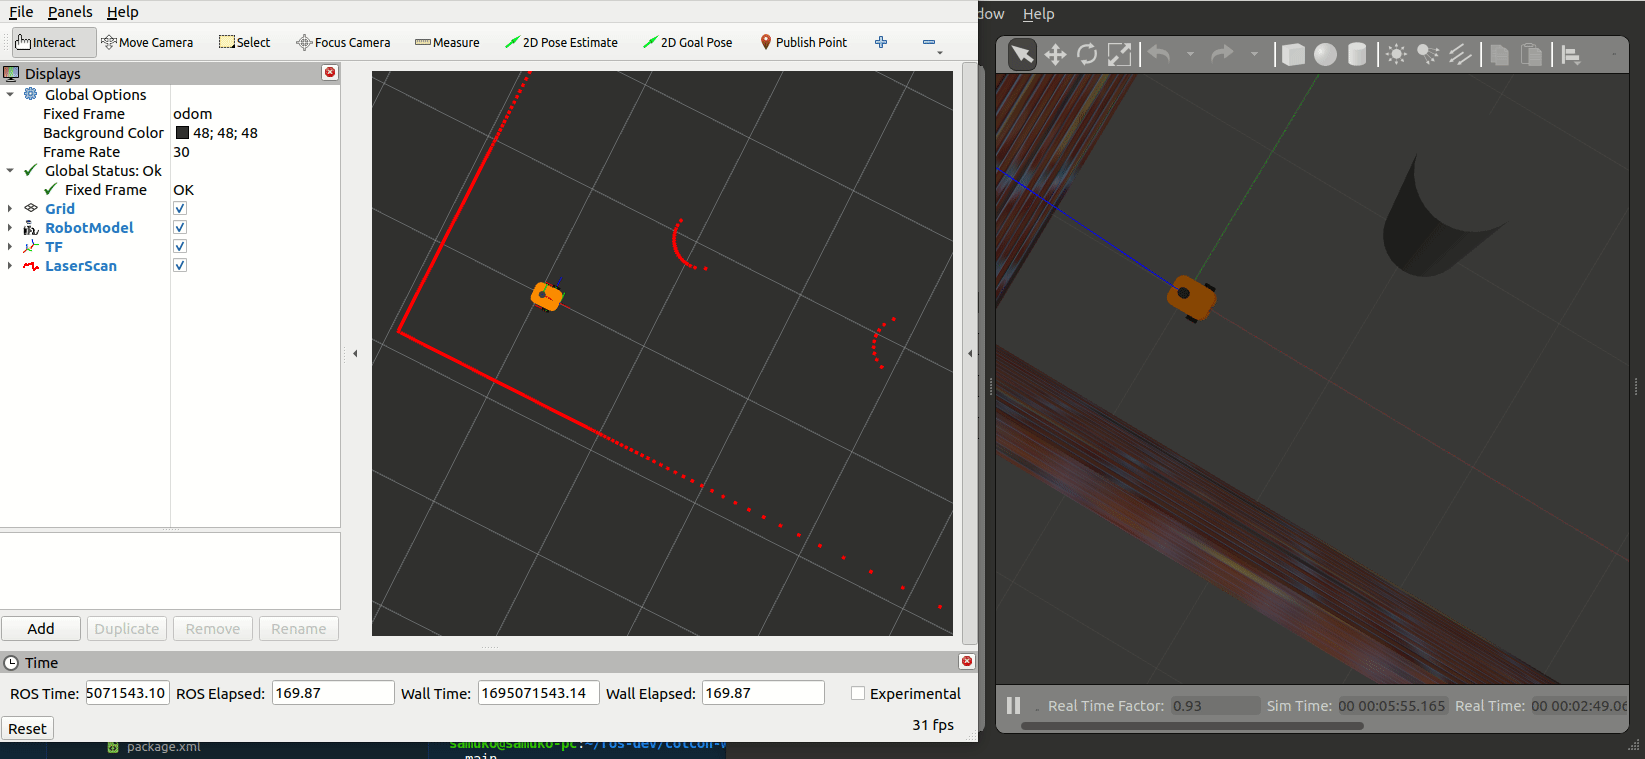 File Panels Help
Interact Move Camera Select Focus Camera Measure 2D Pose Estimate 2D Goal Pose Publish Point
Displays
Global Options
Fixed Frame odom
Background Color 48; 48; 48
Frame Rate 30
Global Status: Ok
Fixed Frame OK
Grid
RobotModel
TF
LaserScan
Add Duplicate Remove Rename
Time
ROS Time: 5071543.10 ROS Elapsed: 169.87 Wall Time: 1695071543.14 Wall Elapsed: 169.87 Experimental
Reset 31 fps
package.xml
main
dow Help
Real Time Factor: 0.93 Sim Time: 00 00:05:55.165 Real Time: 00 00:02:49.06